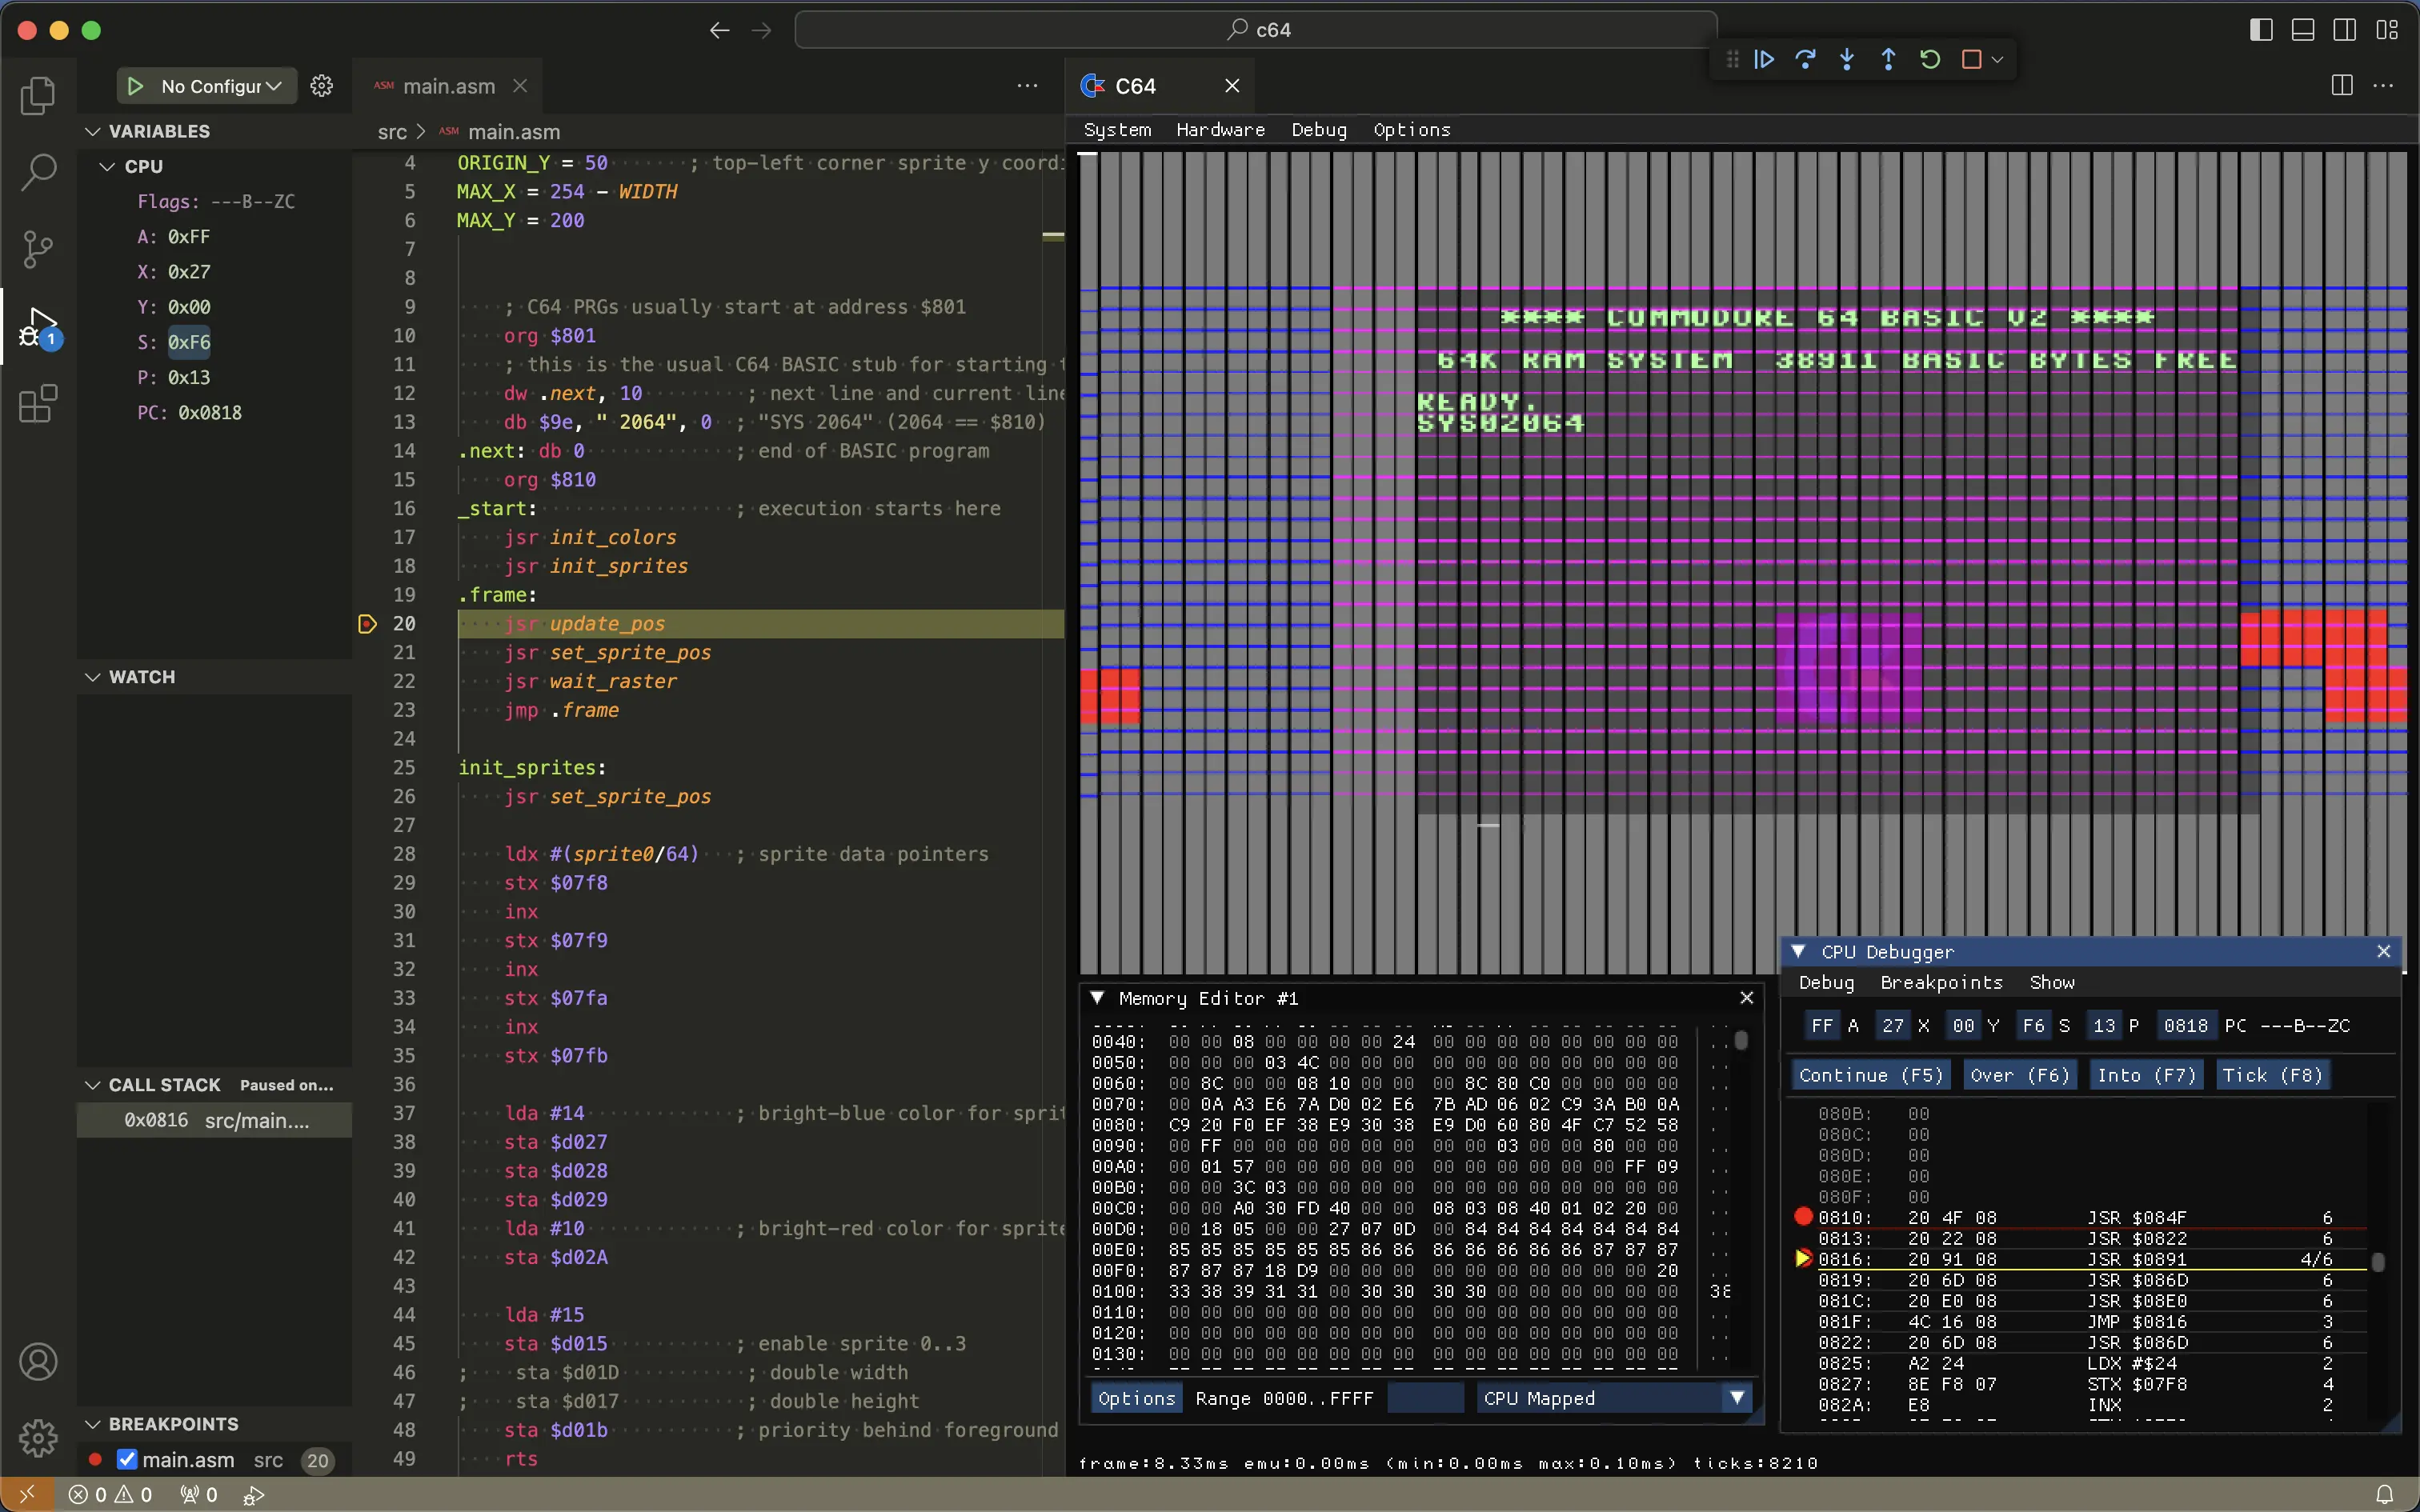 c64
No Configur
ASM main.asm
C64
VARIABLES
CPU
Flags: ---B--ZC
A: 0xFF
X: 0x27
Y: 0x00
S: 0xF6
P: 0x13
PC: 0x0818
WATCH
CALL STACK Paused on...
0x0816 src/main....
BREAKPOINTS
main.asm src 20
1
0 0 0
src > ASM main.asm
4 ORIGIN_Y = 50 ; top-left corner sprite y coordi
5 MAX_X = 254 - WIDTH
6 MAX_Y = 200
7
8
9 ; C64 PRGs usually start at address $801
10 org $801
11 ; this is the usual C64 BASIC stub for starting t
12 dw .next, 10 ; next line and current line
13 db $9e, " 2064", 0 ; "SYS 2064" (2064 == $810)
14 .next: db 0 ; end of BASIC program
15 org $810
16 _start: ; execution starts here
17 jsr init_colors
18 jsr init_sprites
19 .frame:
20 jsr update_pos
21 jsr set_sprite_pos
22 jsr wait_raster
23 jmp .frame
24
25 init_sprites:
26 jsr set_sprite_pos
27
28 ldx #(sprite0/64) ; sprite data pointers
29 stx $07f8
30 inx
31 stx $07f9
32 inx
33 stx $07fa
34 inx
35 stx $07fb
36
37 lda #14 ; bright-blue color for sprit
38 sta $d027
39 sta $d028
40 sta $d029
41 lda #10 ; bright-red color for sprite
42 sta $d02A
43
44 lda #15
45 sta $d015 ; enable sprite 0..3
46 ; sta $d01D ; double width
47 ; sta $d017 ; double height
48 sta $d01b ; priority behind foreground
49 rts
System Hardware Debug Options
**** COMMODORE 64 BASIC V2 ****
64K RAM SYSTEM 38911 BASIC BYTES FREE
READY.
SYS02064
Memory Editor #1
0040: 00 00 08 00 00 00 00 24 00 00 00 00 00 00 00 00
0050: 00 00 00 03 4C 00 00 00 00 00 00 00 00 00 00 00
0060: 00 8C 00 00 08 10 00 00 00 8C 80 C0 00 00 00 00
0070: 00 0A A3 E6 7A D0 02 E6 7B AD 06 02 C9 3A B0 0A
0080: C9 20 F0 EF 38 E9 30 38 E9 D0 60 80 4F C7 52 58
0090: 00 FF 00 00 00 00 00 00 00 00 03 00 00 80 00 00
00A0: 00 01 57 00 00 00 00 00 00 00 00 00 00 00 FF 09
00B0: 00 00 3C 03 00 00 00 00 00 00 00 00 00 00 00 00
00C0: 00 00 A0 30 FD 40 00 00 08 03 08 40 01 02 20 00
00D0: 00 18 05 00 00 27 07 0D 00 84 84 84 84 84 84 84
00E0: 85 85 85 85 85 85 86 86 86 86 86 86 86 87 87 87
00F0: 87 87 87 18 D9 00 00 00 00 00 00 00 00 00 00 20
0100: 33 38 39 31 31 00 30 30 30 30 00 00 00 00 00 00 38
0110: 00 00 00 00 00 00 00 00 00 00 00 00 00 00 00 00
0120: 00 00 00 00 00 00 00 00 00 00 00 00 00 00 00 00
0130: 00 00 00 00 00 00 00 00 00 00 00 00 00 00 00 00
Options Range 0000..FFFF CPU Mapped
CPU Debugger
Debug Breakpoints Show
FF A 27 X 00 Y F6 S 13 P 0818 PC ---B--ZC
Continue (F5) Over (F6) Into (F7) Tick (F8)
080B: 00
080C: 00
080D: 00
080E: 00
080F: 00
0810: 20 4F 08 JSR $084F 6
0813: 20 22 08 JSR $0822 6
0816: 20 91 08 JSR $0891 4/6
0819: 20 6D 08 JSR $086D 6
081C: 20 E0 08 JSR $08E0 6
081F: 4C 16 08 JMP $0816 3
0822: 20 6D 08 JSR $086D 6
0825: A2 24 LDX #$24 2
0827: 8E F8 07 STX $07F8 4
082A: E8 INX 2
frame:8.33ms emu:0.00ms (min:0.00ms max:0.10ms) ticks:8210